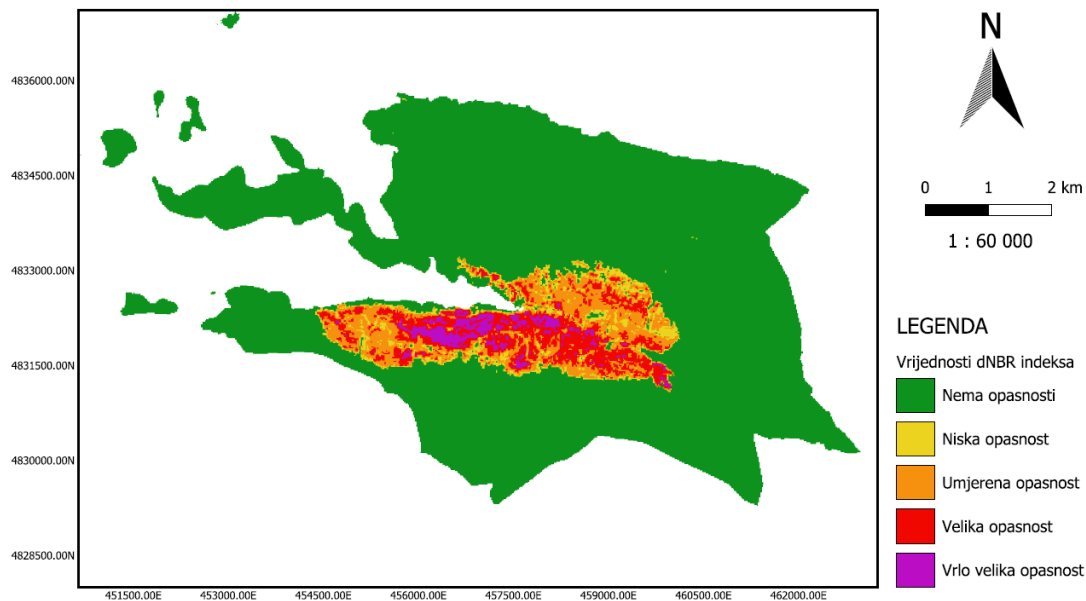 4836000.00N
4834500.00N
4833000.00N
4831500.00N
4830000.00N
4828500.00N
451500.00E 453000.00E 454500.00E 456000.00E 457500.00E 459000.00E 460500.00E 462000.00E
N
0 1 2 km
1 : 60 000
LEGENDA
Vrijednosti dNBR indeksa
Nema opasnosti
Niska opasnost
Umjerena opasnost
Velika opasnost
Vrlo velika opasnost